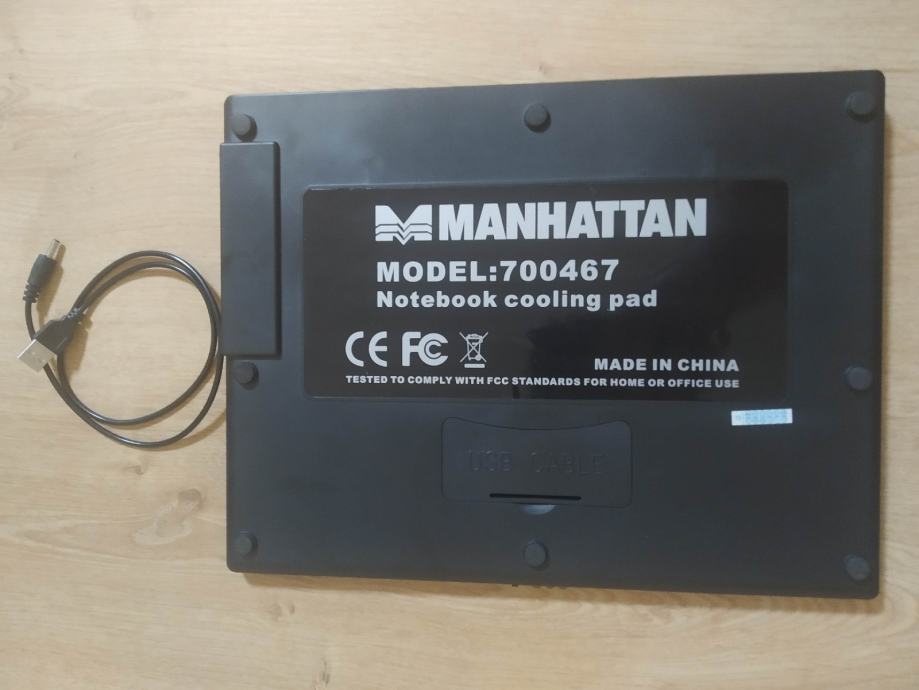 MANHATTAN
MODEL:700467
Notebook cooling pad
CE FC
MADE IN CHINA
TESTED TO COMPLY WITH FCC STANDARDS FOR HOME OR OFFICE USE
USB CABLE